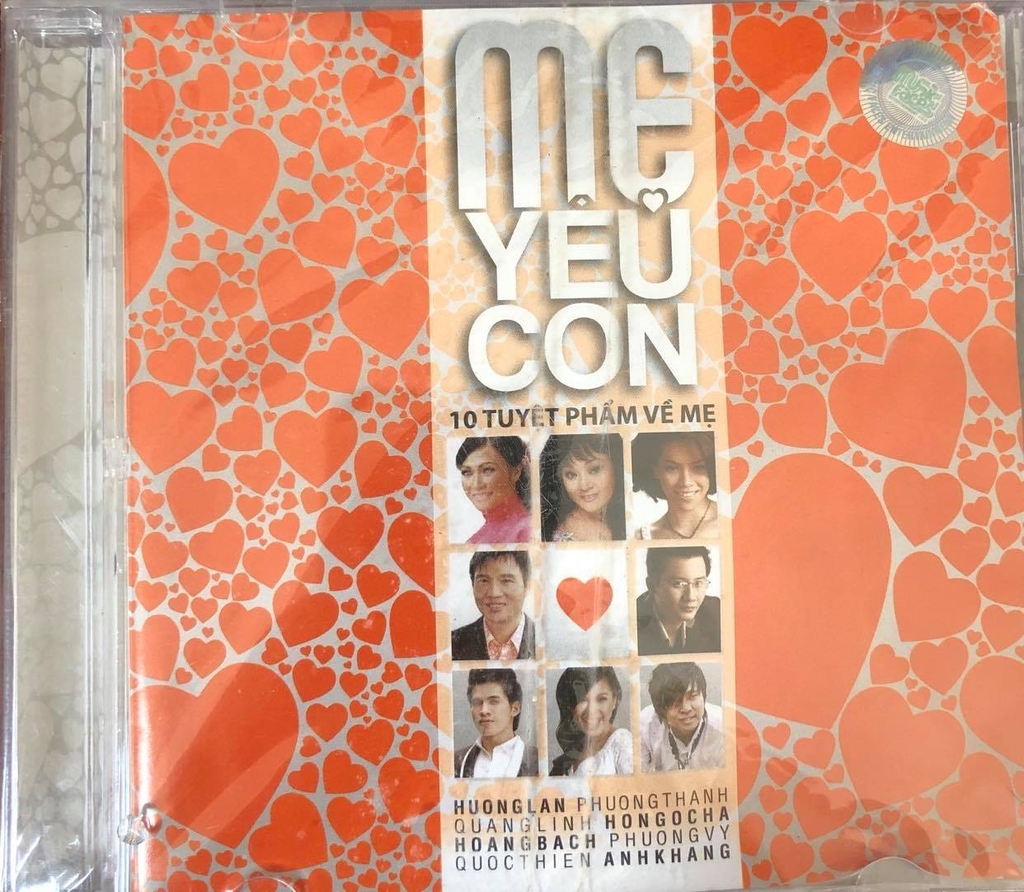 MẸ
YÊU
CON
10 TUYỆT PHẨM VỀ MẸ
HUONGLAN PHUONGTHANH
QUANGLINH HONGOCHA
HOANGBACH PHUONGVY
QUOCTHIEN ANHKHANG